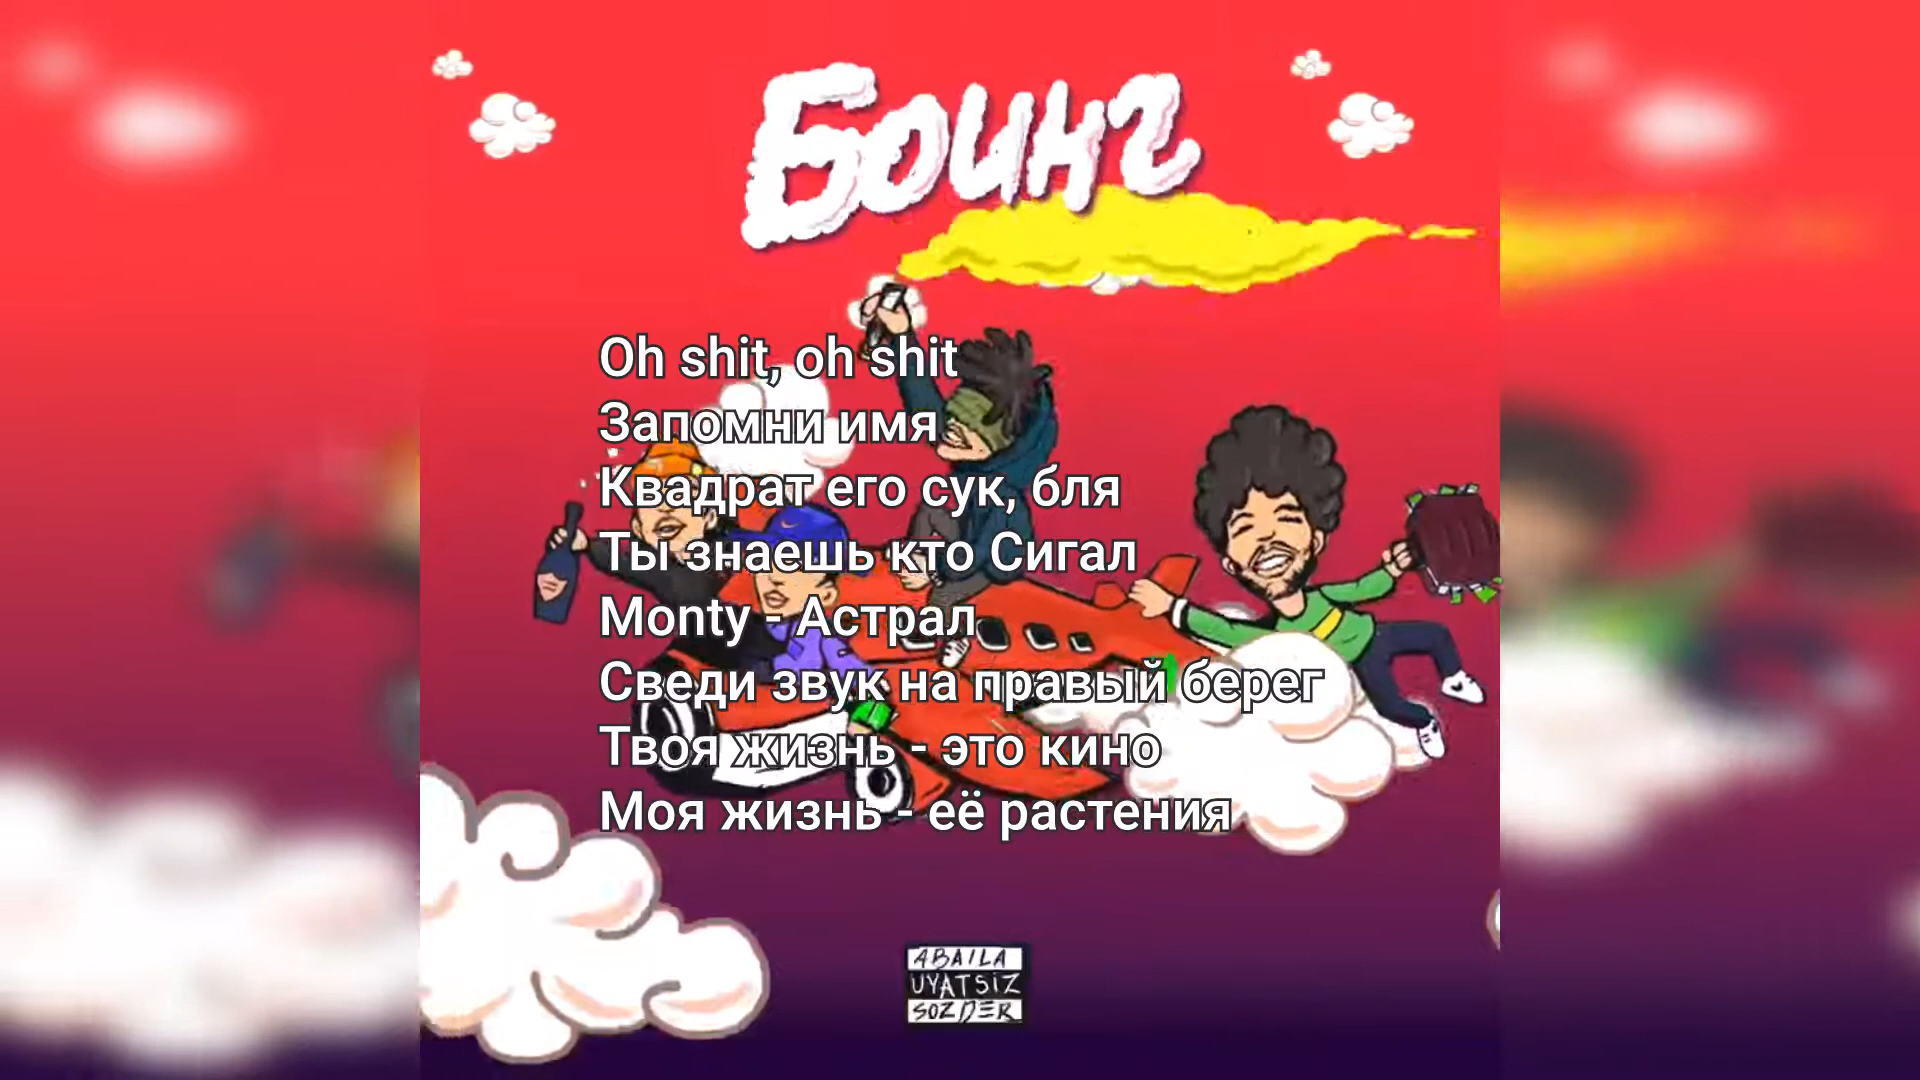 Боинг
Oh shit, oh shit
Запомни имя
Квадрат его сук, бля
Ты знаешь кто Сигал
Monty - Астрал
Сведи звук на правый берег
Твоя жизнь - это кино
Моя жизнь - её растения
ABAILA
UYATSIZ
SOZDER